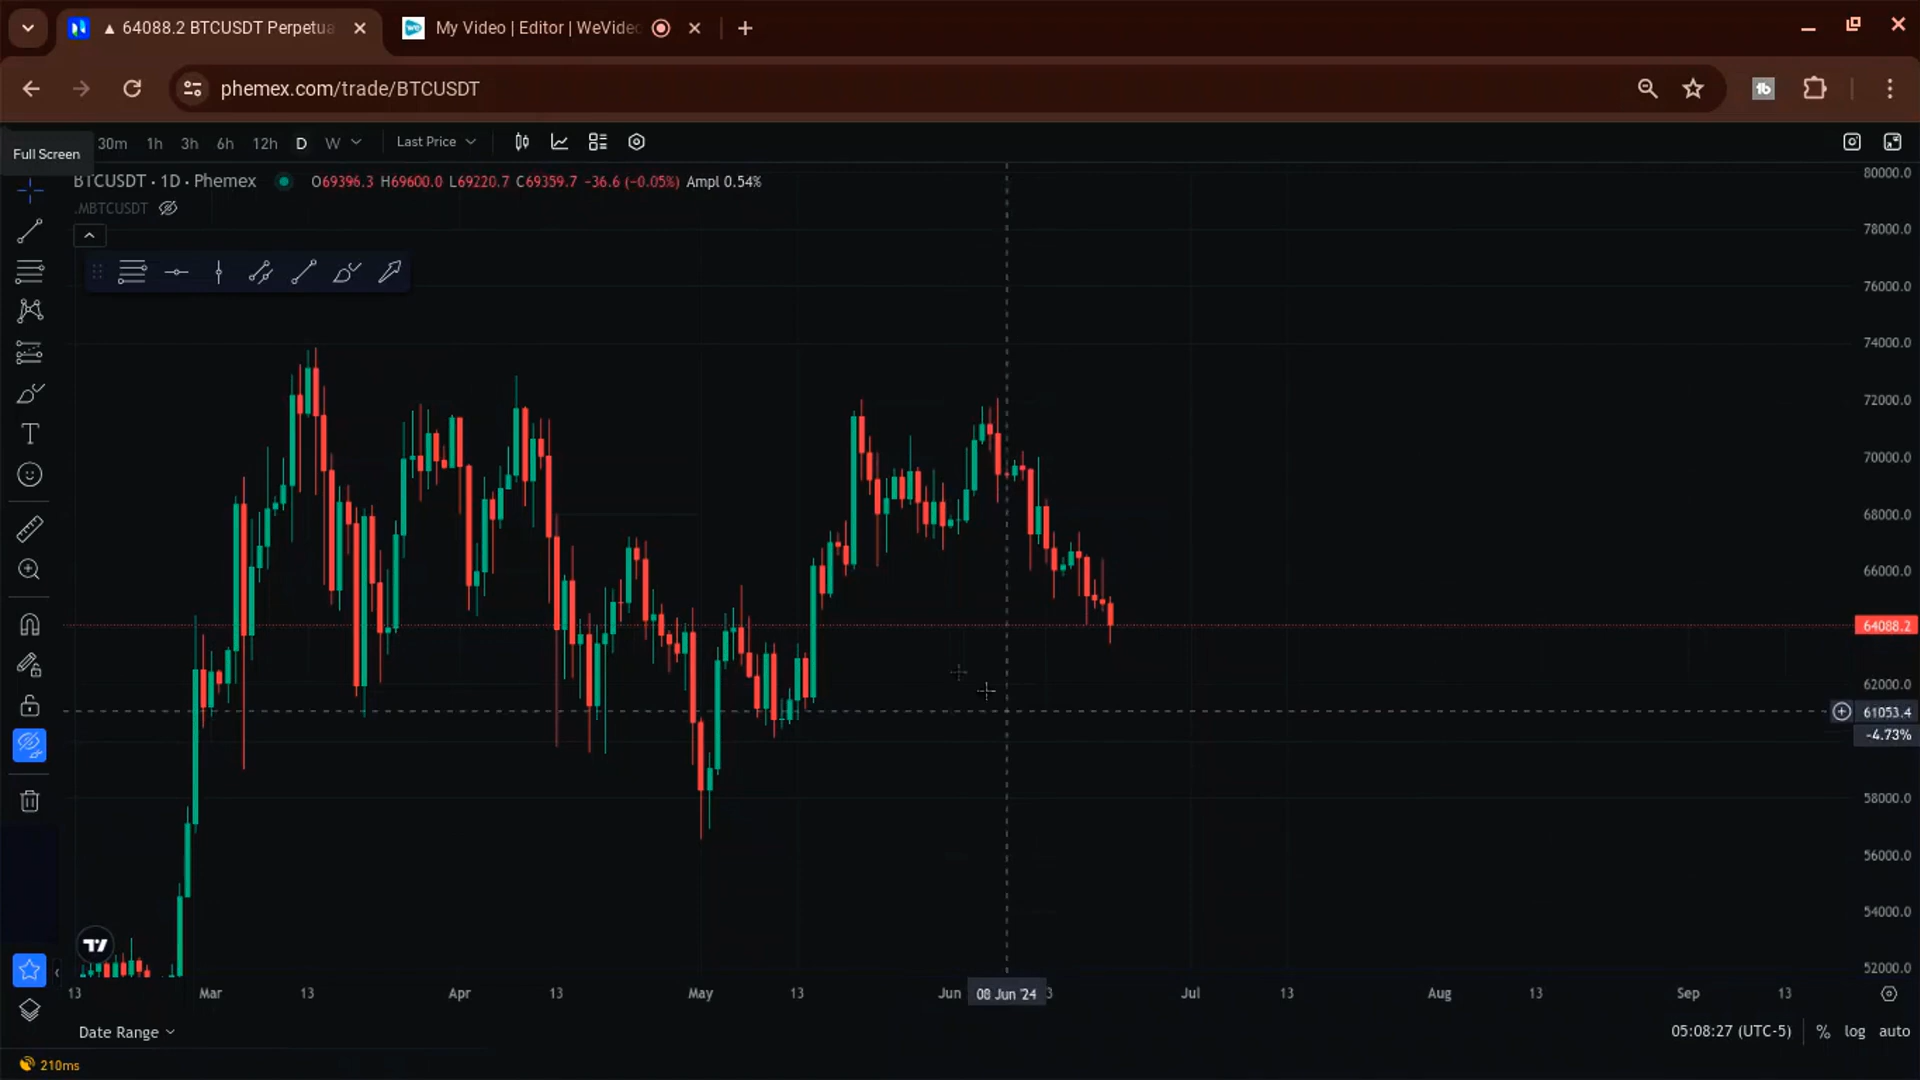 ▲ 64088.2 BTCUSDT Perpetua
My Video | Editor | WeVide
phemex.com/trade/BTCUSDT
Full Screen
30m 1h 3h 6h 12h D W Last Price
BTCUSDT · 1D · Phemex O69396.3 H69600.0 L69220.7 C69359.7 -36.6 (-0.05%) Ampl 0.54%
.MBTCUSDT
80000.0
78000.0
76000.0
74000.0
72000.0
70000.0
68000.0
66000.0
64088.2
62000.0
61053.4
-4.73%
58000.0
56000.0
54000.0
52000.0
13 Mar 13 Apr 13 May 13 Jun 08 Jun '24 3 Jul 13 Aug 13 Sep 13
Date Range
05:08:27 (UTC-5) % log auto
210ms